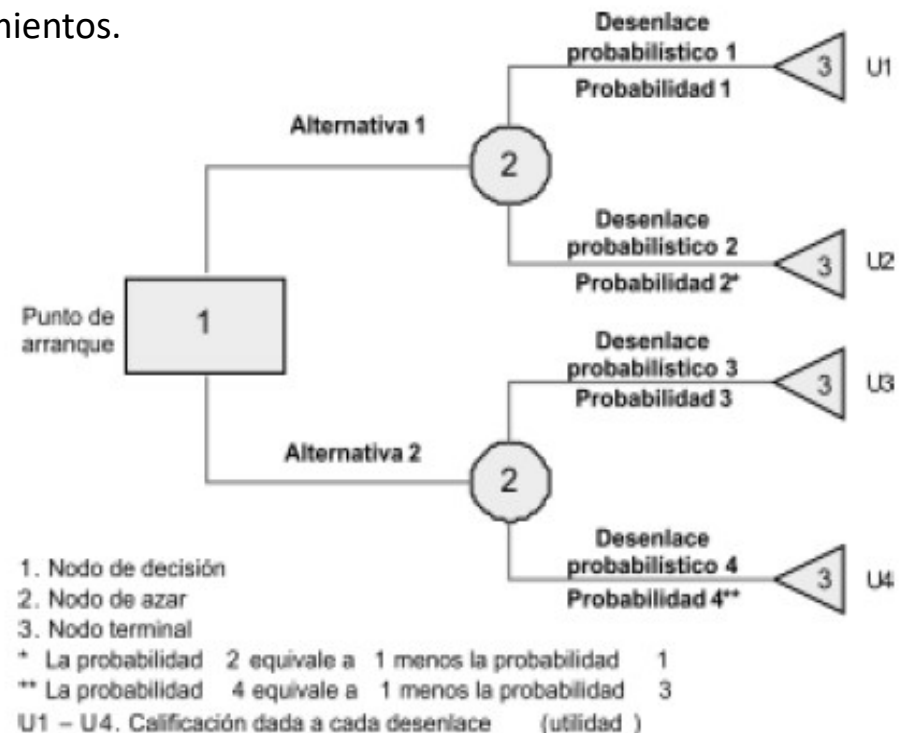 mientos.
Desenlace
probabilístico 1
Probabilidad 1
3
U1
Alternativa 1
2
Desenlace
probabilístico 2
Probabilidad 2*
3
U2
Punto de
arranque
1
Desenlace
probabilístico 3
Probabilidad 3
3
U3
Alternativa 2
2
Desenlace
probabilístico 4
Probabilidad 4**
3
U4
1. Nodo de decisión
2. Nodo de azar
3. Nodo terminal
* La probabilidad 2 equivale a 1 menos la probabilidad 1
** La probabilidad 4 equivale a 1 menos la probabilidad 3
U1 – U4. Calificación dada a cada desenlace (utilidad )